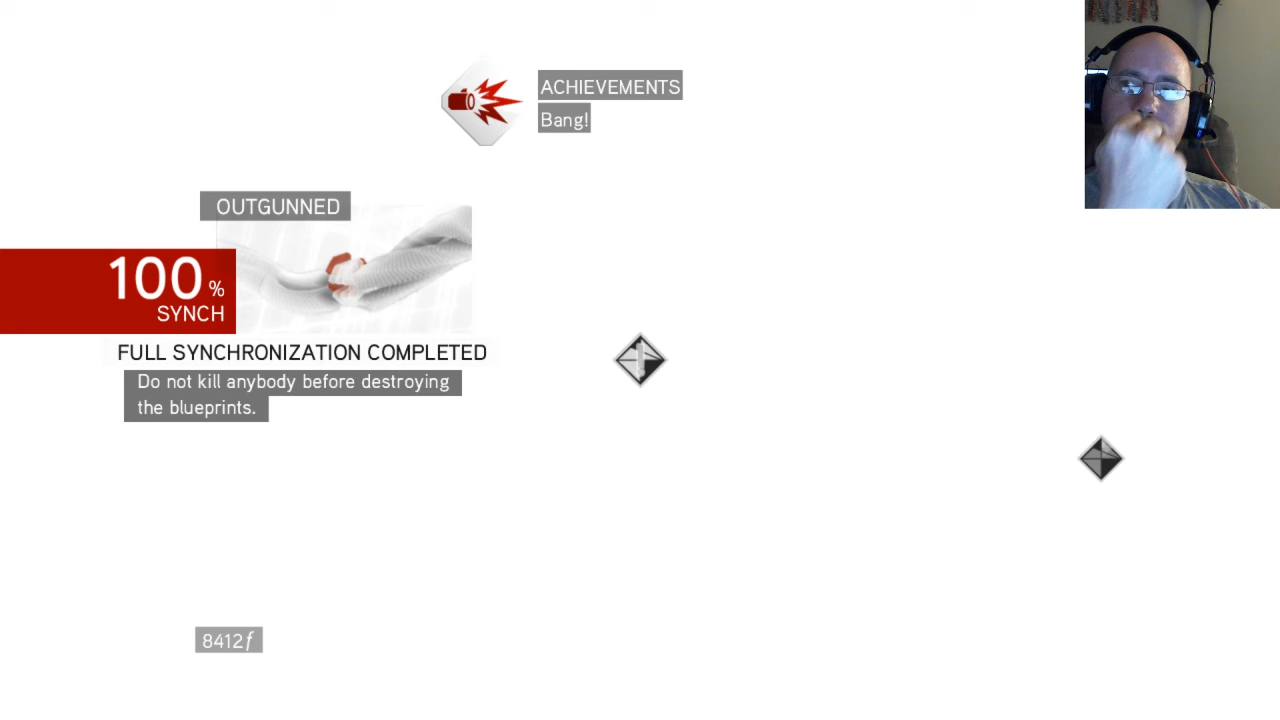 ACHIEVEMENTS
Bang!
OUTGUNNED
100 %
SYNCH
FULL SYNCHRONIZATION COMPLETED
Do not kill anybody before destroying
the blueprints.
8412ƒ